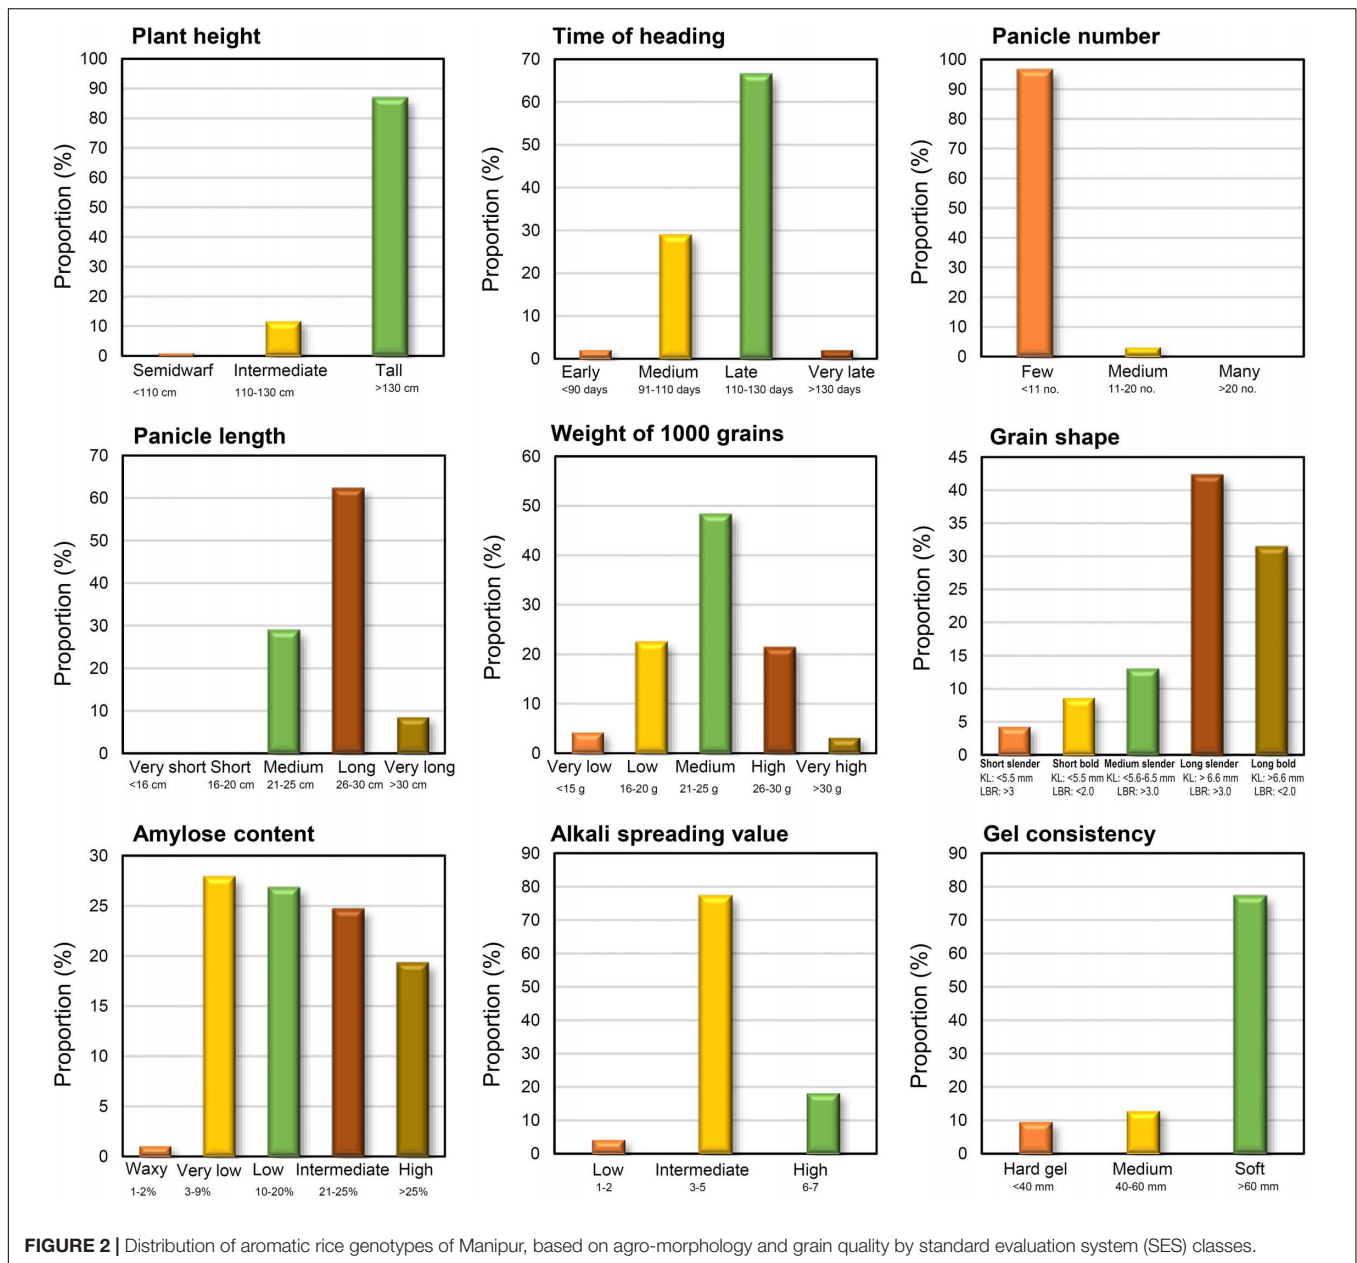 Plant height
Proportion (%)
100
90
80
70
60
50
40
30
20
10
0
Semidwarf Intermediate Tall
<110 cm 110-130 cm >130 cm
Time of heading
Proportion (%)
70
60
50
40
30
20
10
0
Early Medium Late Very late
<90 days 91-110 days 110-130 days >130 days
Panicle number
Proportion (%)
100
90
80
70
60
50
40
30
20
10
0
Few Medium Many
<11 no. 11-20 no. >20 no.
Panicle length
Proportion (%)
70
60
50
40
30
20
10
0
Very short Short Medium Long Very long
<16 cm 16-20 cm 21-25 cm 26-30 cm >30 cm
Weight of 1000 grains
Proportion (%)
60
50
40
30
20
10
0
Very low Low Medium High Very high
<15 g 16-20 g 21-25 g 26-30 g >30 g
Grain shape
Proportion (%)
45
40
35
30
25
20
15
10
5
0
Short slender Short bold Medium slender Long slender Long bold
KL: <5.5 mm KL: <5.5 mm KL: <5.6-6.5 mm KL: > 6.6 mm KL: >6.6 mm
LBR: >3 LBR: <2.0 LBR: >3.0 LBR: >3.0 LBR: <2.0
Amylose content
Proportion (%)
30
25
20
25
10
5
0
Waxy Very low Low Intermediate High
1-2% 3-9% 10-20% 21-25% >25%
Alkali spreading value
Proportion (%)
90
80
70
60
50
40
30
20
10
0
Low Intermediate High
1-2 3-5 6-7
Gel consistency
Proportion (%)
90
80
70
60
50
40
30
20
10
0
Hard gel Medium Soft
<40 mm 40-60 mm >60 mm
FIGURE 2 | Distribution of aromatic rice genotypes of Manipur, based on agro-morphology and grain quality by standard evaluation system (SES) classes.